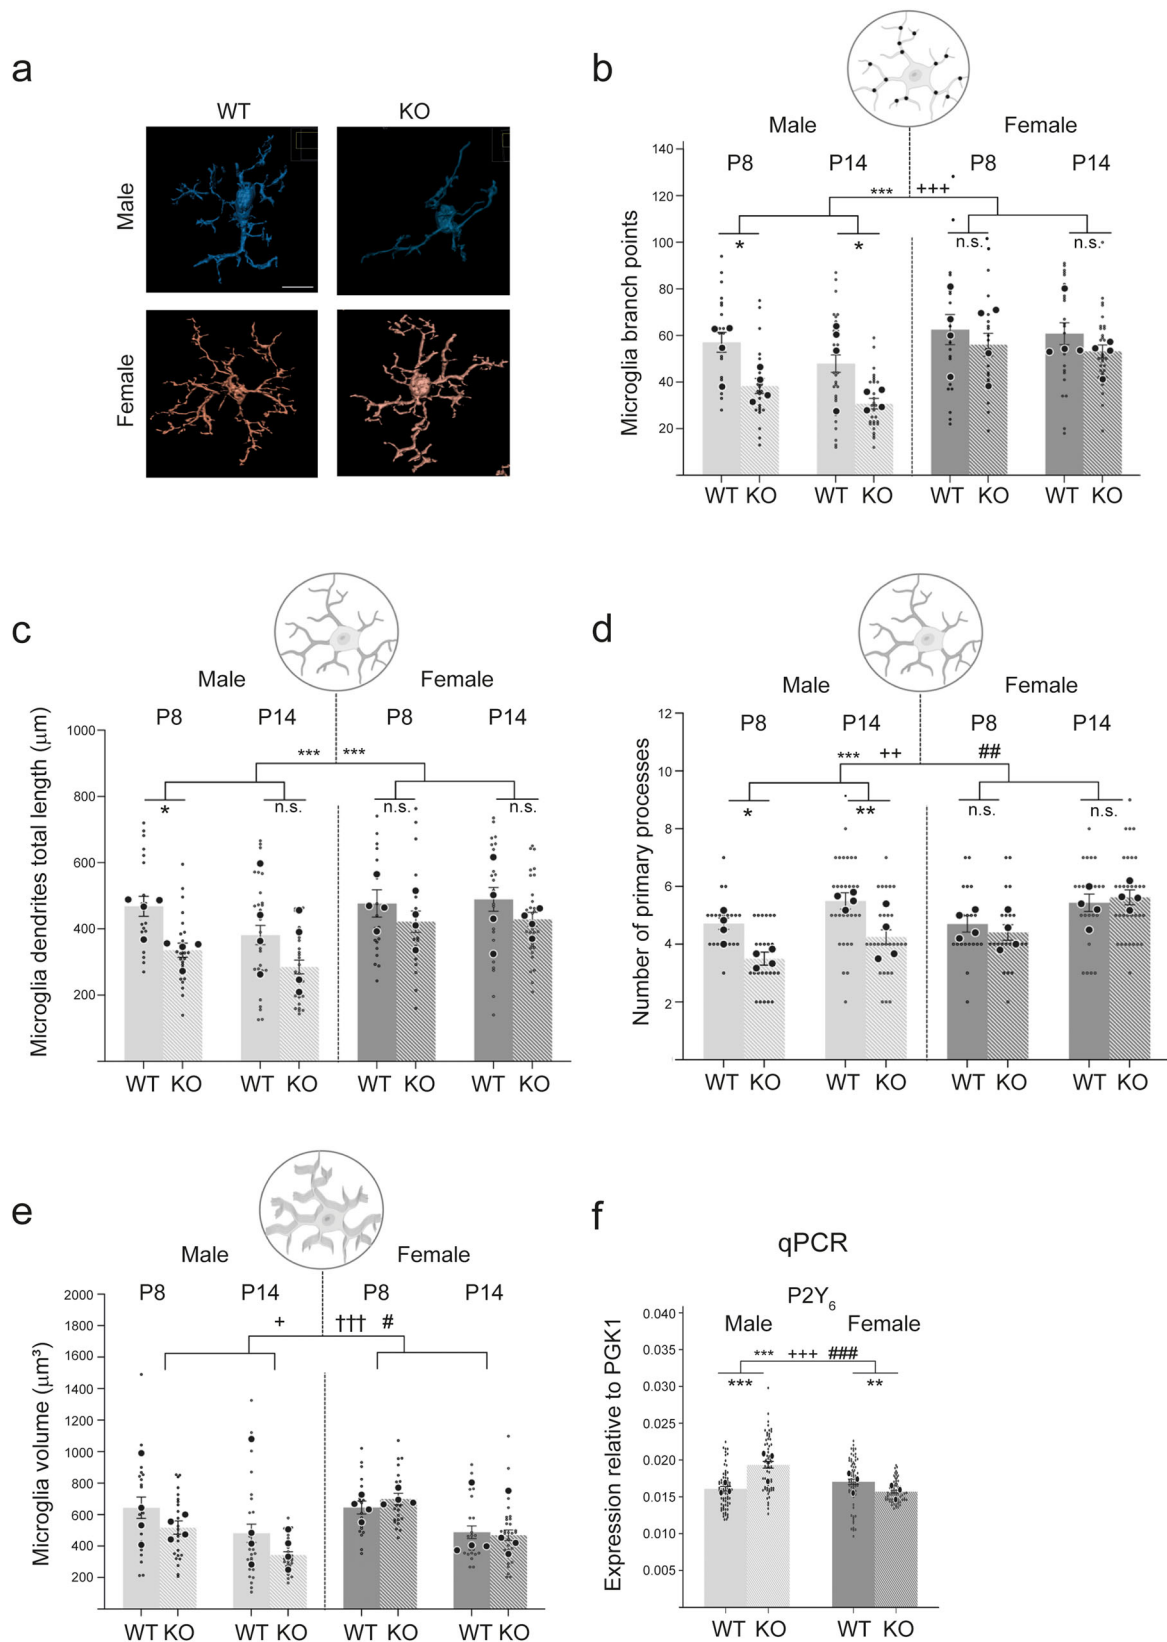 a
WT KO
Male
Female
b
Male Female
P8 P14 P8 P14
Microglia branch points
140
120
100
80
60
40
20
*** +++
* * n.s. n.s.
WT KO WT KO WT KO WT KO
c
Male Female
P8 P14 P8 P14
Microglia dendrites total length (μm)
1000
800
600
400
200
*** ***
* n.s. n.s. n.s.
WT KO WT KO WT KO WT KO
d
Male Female
P8 P14 P8 P14
Number of primary processes
12
10
8
6
4
2
*** ++ ##
* ** n.s. n.s.
WT KO WT KO WT KO WT KO
e
Male Female
P8 P14 P8 P14
Microglia volume (μm³)
2000
1800
1600
1400
1200
1000
800
600
400
200
+ ††† #
WT KO WT KO WT KO WT KO
f
qPCR
P2Y₆
Male Female
Expression relative to PGK1
0.040
0.035
0.030
0.025
0.020
0.015
0.010
0.005
*** +++ ###
*** **
WT KO WT KO